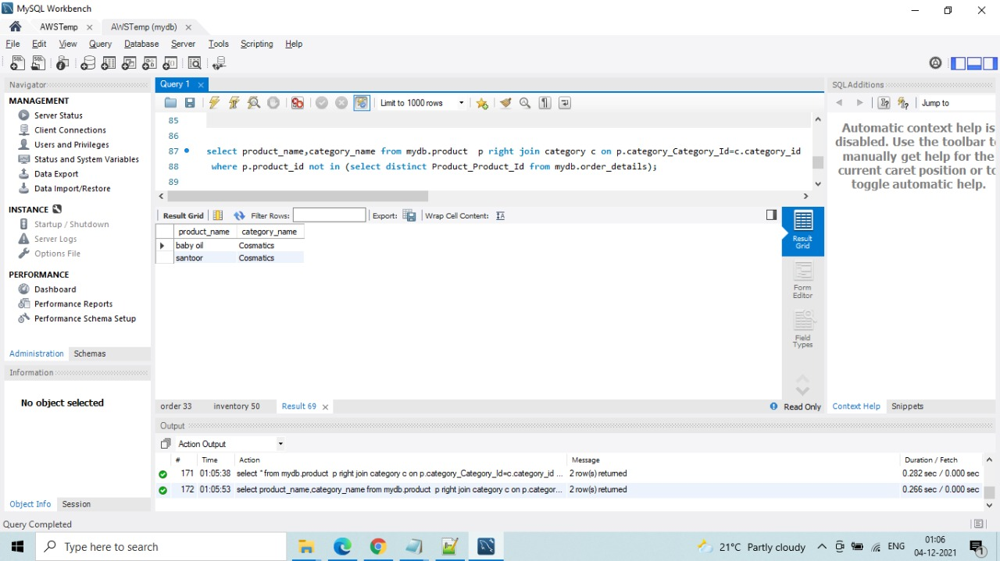 MySQL Workbench
AWSTemp
AWSTemp (mydb)
File Edit View Query Database Server Tools Scripting Help
Navigator
MANAGEMENT
Server Status
Client Connections
Users and Privileges
Status and System Variables
Data Export
Data Import/Restore
INSTANCE
Startup / Shutdown
Server Logs
Options File
PERFORMANCE
Dashboard
Performance Reports
Performance Schema Setup
Administration Schemas
Information
No object selected
Object Info Session
Query 1
Limit to 1000 rows
85
86
87 select product_name,category_name from mydb.product  p right join category c on p.category_Category_Id=c.category_id
88 where p.product_id not in (select distinct Product_Product_Id from mydb.order_details);
89
Result Grid Filter Rows: Export: Wrap Cell Content:
product_name category_name
baby oil Cosmatics
santoor Cosmatics
Result
Grid
Form
Editor
Field
Types
order 33 inventory 50 Result 69 Read Only
SQLAdditions
Jump to
Automatic context help is
disabled. Use the toolbar to
manually get help for the
current caret position or to
toggle automatic help.
Context Help Snippets
Output
Action Output
# Time Action Message Duration / Fetch
171 01:05:38 select * from mydb.product  p right join category c on p.category_Category_Id=c.category_id ... 2 row(s) returned 0.282 sec / 0.000 sec
172 01:05:53 select product_name,category_name from mydb.product  p right join category c on p.categor... 2 row(s) returned 0.266 sec / 0.000 sec
Query Completed
Type here to search
21°C Partly cloudy
ENG
01:06
04-12-2021
1